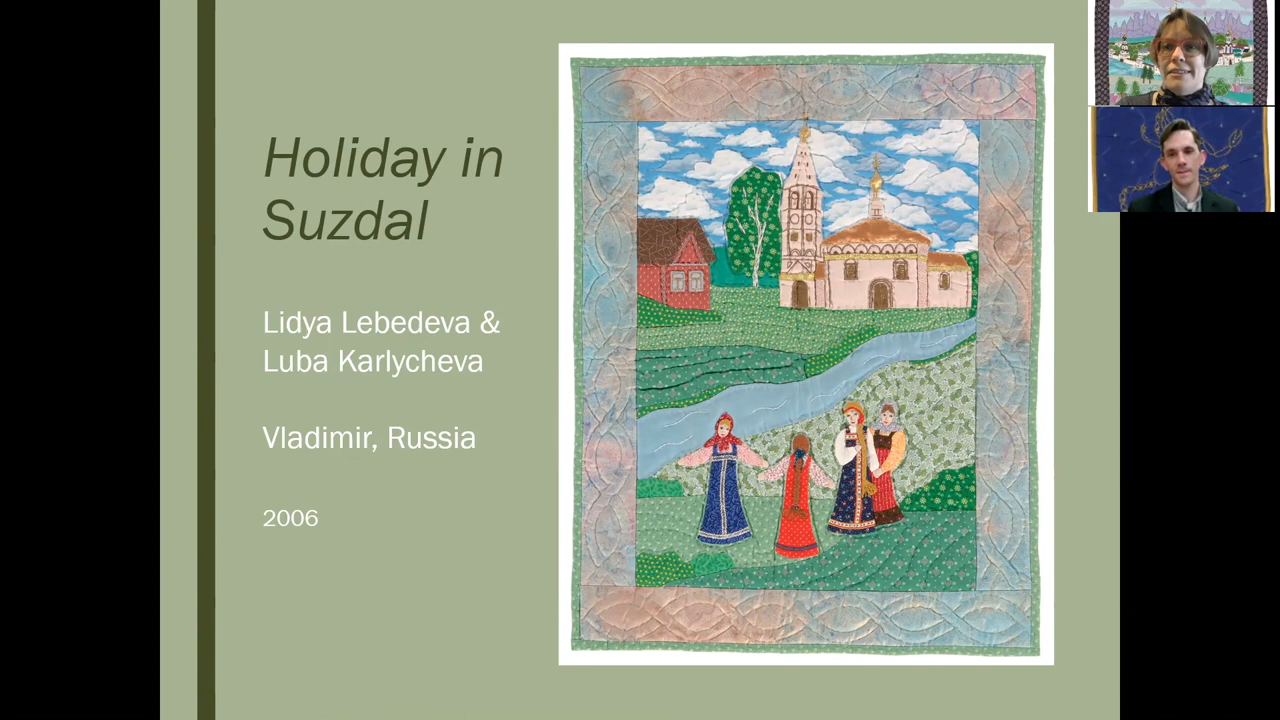 Holiday in
Suzdal
Lidya Lebedeva &
Luba Karlycheva
Vladimir, Russia
2006